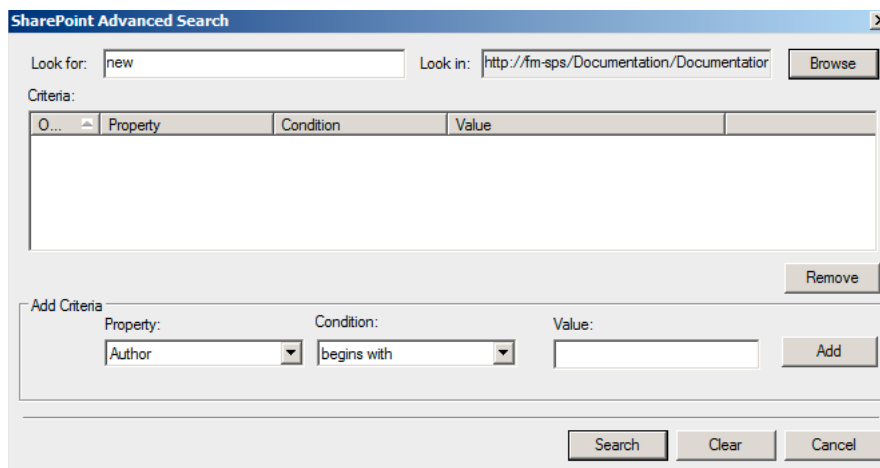 SharePoint Advanced Search
Look for: new Look in: http://fm-sps/Documentation/Documentation Browse
Criteria:
O... Property Condition Value
Remove
Add Criteria
Property: Condition: Value:
Author begins with Add
Search Clear Cancel